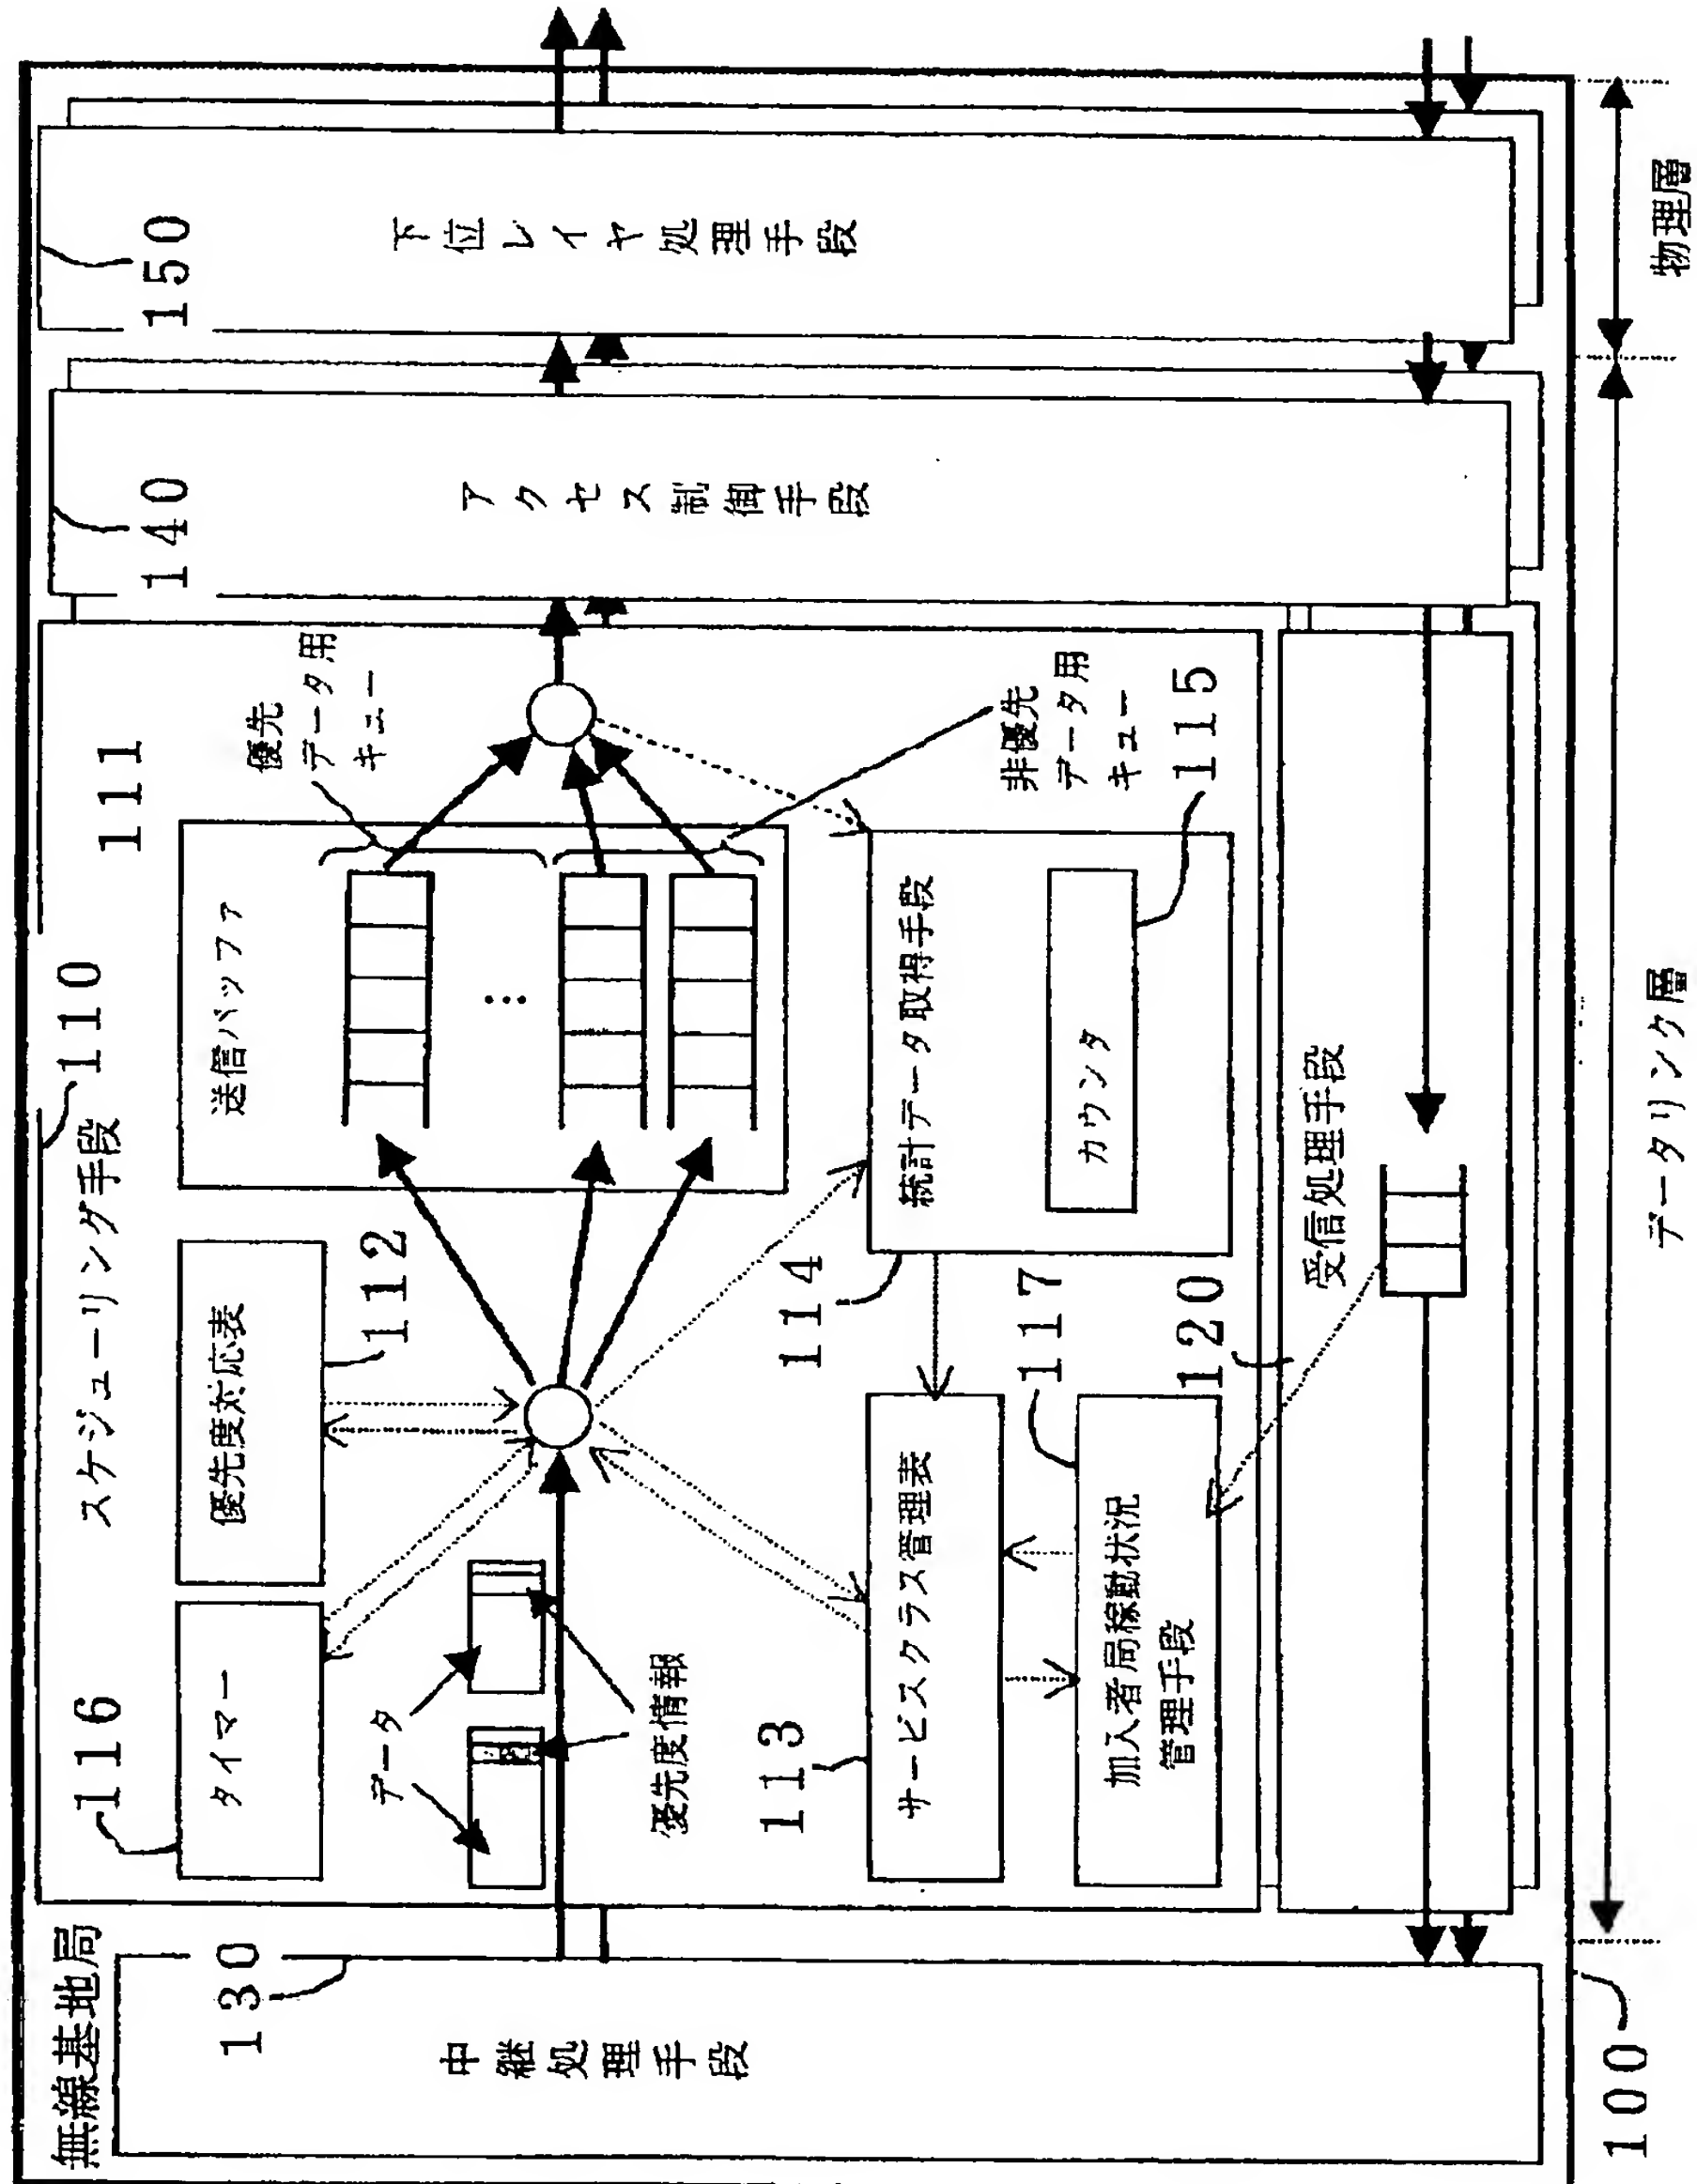 無線基地局
130
中継処理手段
100
スケジューリング手段
110
116
タイマー
優先度対応表
112
データ
優先度情報
113
サービスクラス管理表
加入者局稼動状況
管理手段
117
111
送信バッファ
優先
データ用
キュー
非優先
データ用
キュー
114
統計データ取得手段
カウンタ
115
120
受信処理手段
140
アクセス制御手段
150
下位レイヤ処理手段
データリンク層
物理層